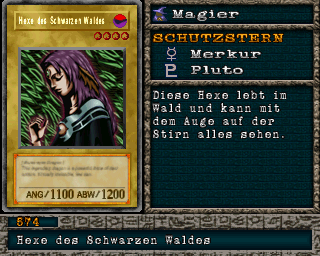 Hexe des Schwarzen Waldes
ANG/1100 ABW/1200
Magier
SCHUTZSTERN
Merkur
Pluto
Diese Hexe lebt im
Wald und kann mit
dem Auge auf der
Stirn alles sehen.
574
Hexe des Schwarzen Waldes